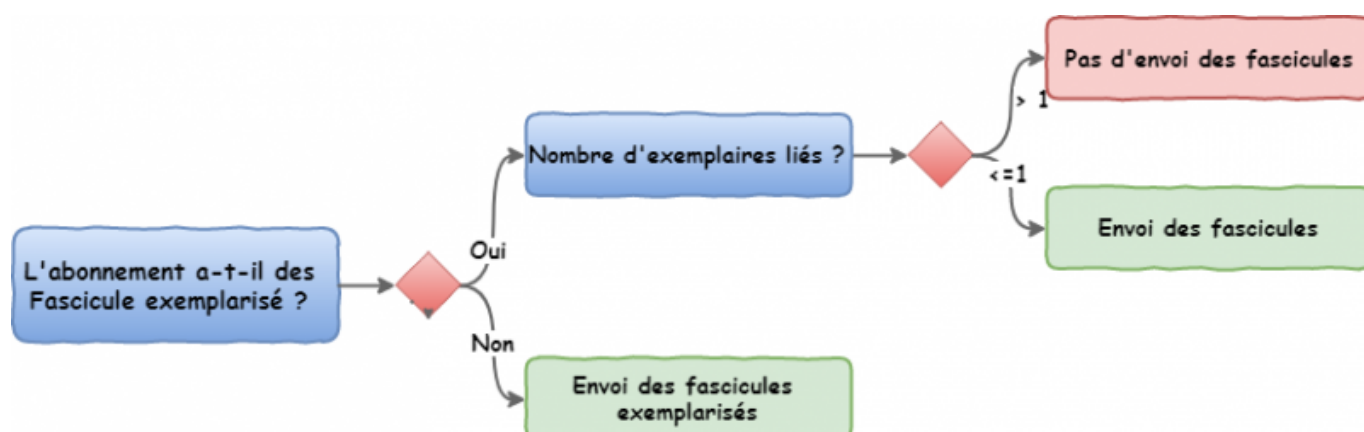 Pas d'envoi des fascicules
> 1
Nombre d'exemplaires liés ?
<=1
Envoi des fascicules
Oui
L'abonnement a-t-il des
Fascicule exemplarisé ?
Non
Envoi des fascicules
exemplarisés